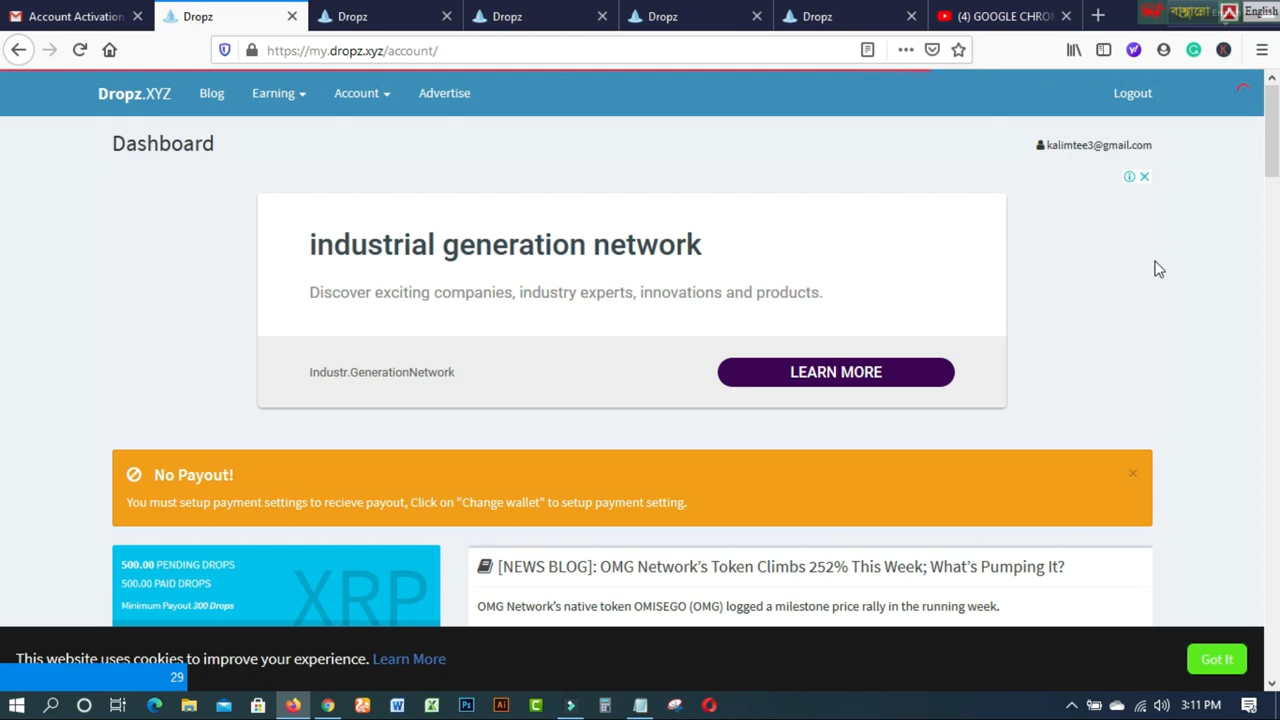 Account Activation
Dropz
Dropz
Dropz
Dropz
Dropz
(4) GOOGLE CHRON
English
https://my.dropz.xyz/account/
Dropz.XYZ
Blog
Earning
Account
Advertise
Logout
Dashboard
kalimtee3@gmail.com
industrial generation network
Discover exciting companies, industry experts, innovations and products.
Industr.GenerationNetwork
LEARN MORE
No Payout!
You must setup payment settings to recieve payout, Click on "Change wallet" to setup payment setting.
500.00 PENDING DROPS
500.00 PAID DROPS
Minimum Payout 300 Drops
XRP
[NEWS BLOG]: OMG Network's Token Climbs 252% This Week; What's Pumping It?
OMG Network's native token OMISEGO (OMG) logged a milestone price rally in the running week.
This website uses cookies to improve your experience. Learn More
Got It
29
3:11 PM